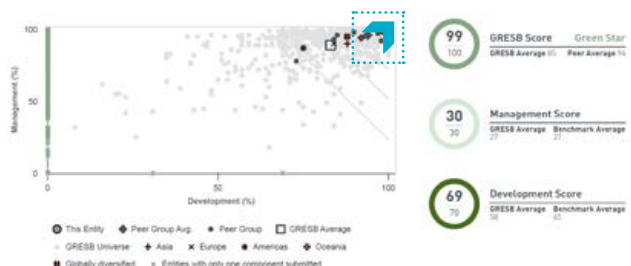 100
50
0
Management (%)
0
50
100
Development (%)
This Entity Peer Group Avg. Peer Group GRESB Average
GRESB Universe Asia Europe Americas Oceania
Globally diversified Entities with only one component submitted
99
100
GRESB Score Green Star
GRESB Average 85 Peer Average 94
30
30
Management Score
GRESB Average Benchmark Average
27 27
69
70
Development Score
GRESB Average Benchmark Average
58 65